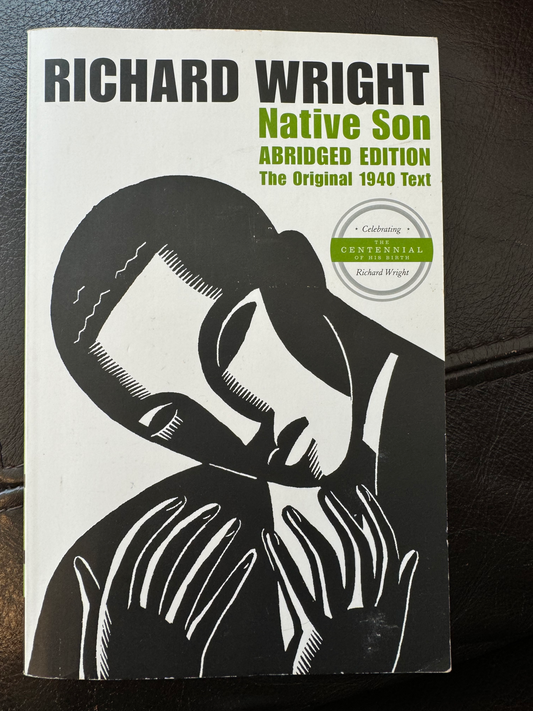 RICHARD WRIGHT
Native Son
ABRIDGED EDITION
The Original 1940 Text
• Celebrating •
THE
CENTENNIAL
OF HIS BIRTH
Richard Wright